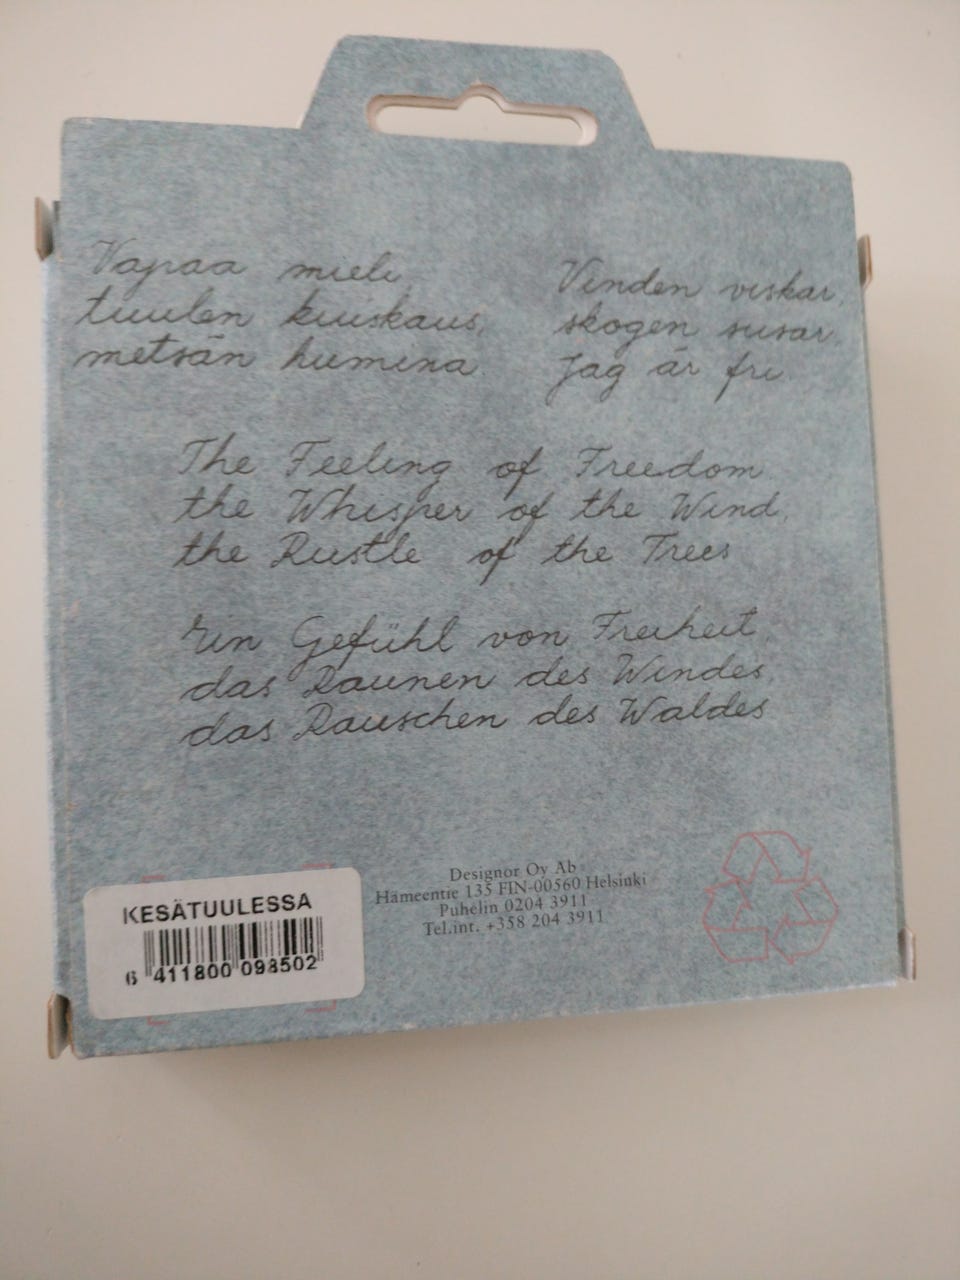 Vapaa mieli
tuulen kuiskaus,
metsän humina
Vinden viskar,
skogen susar.
Jag är fri.
The Feeling of Freedom
the Whisper of the Wind,
the Rustle of the Trees
Ein Gefühl von Freiheit,
das Raunen des Windes,
das Rauschen des Waldes
Designor Oy Ab
Hämeentie 135 FIN-00560 Helsinki
Puhelin 0204 3911
Tel.int. +358 204 3911
KESÄTUULESSA
6 411800 098502